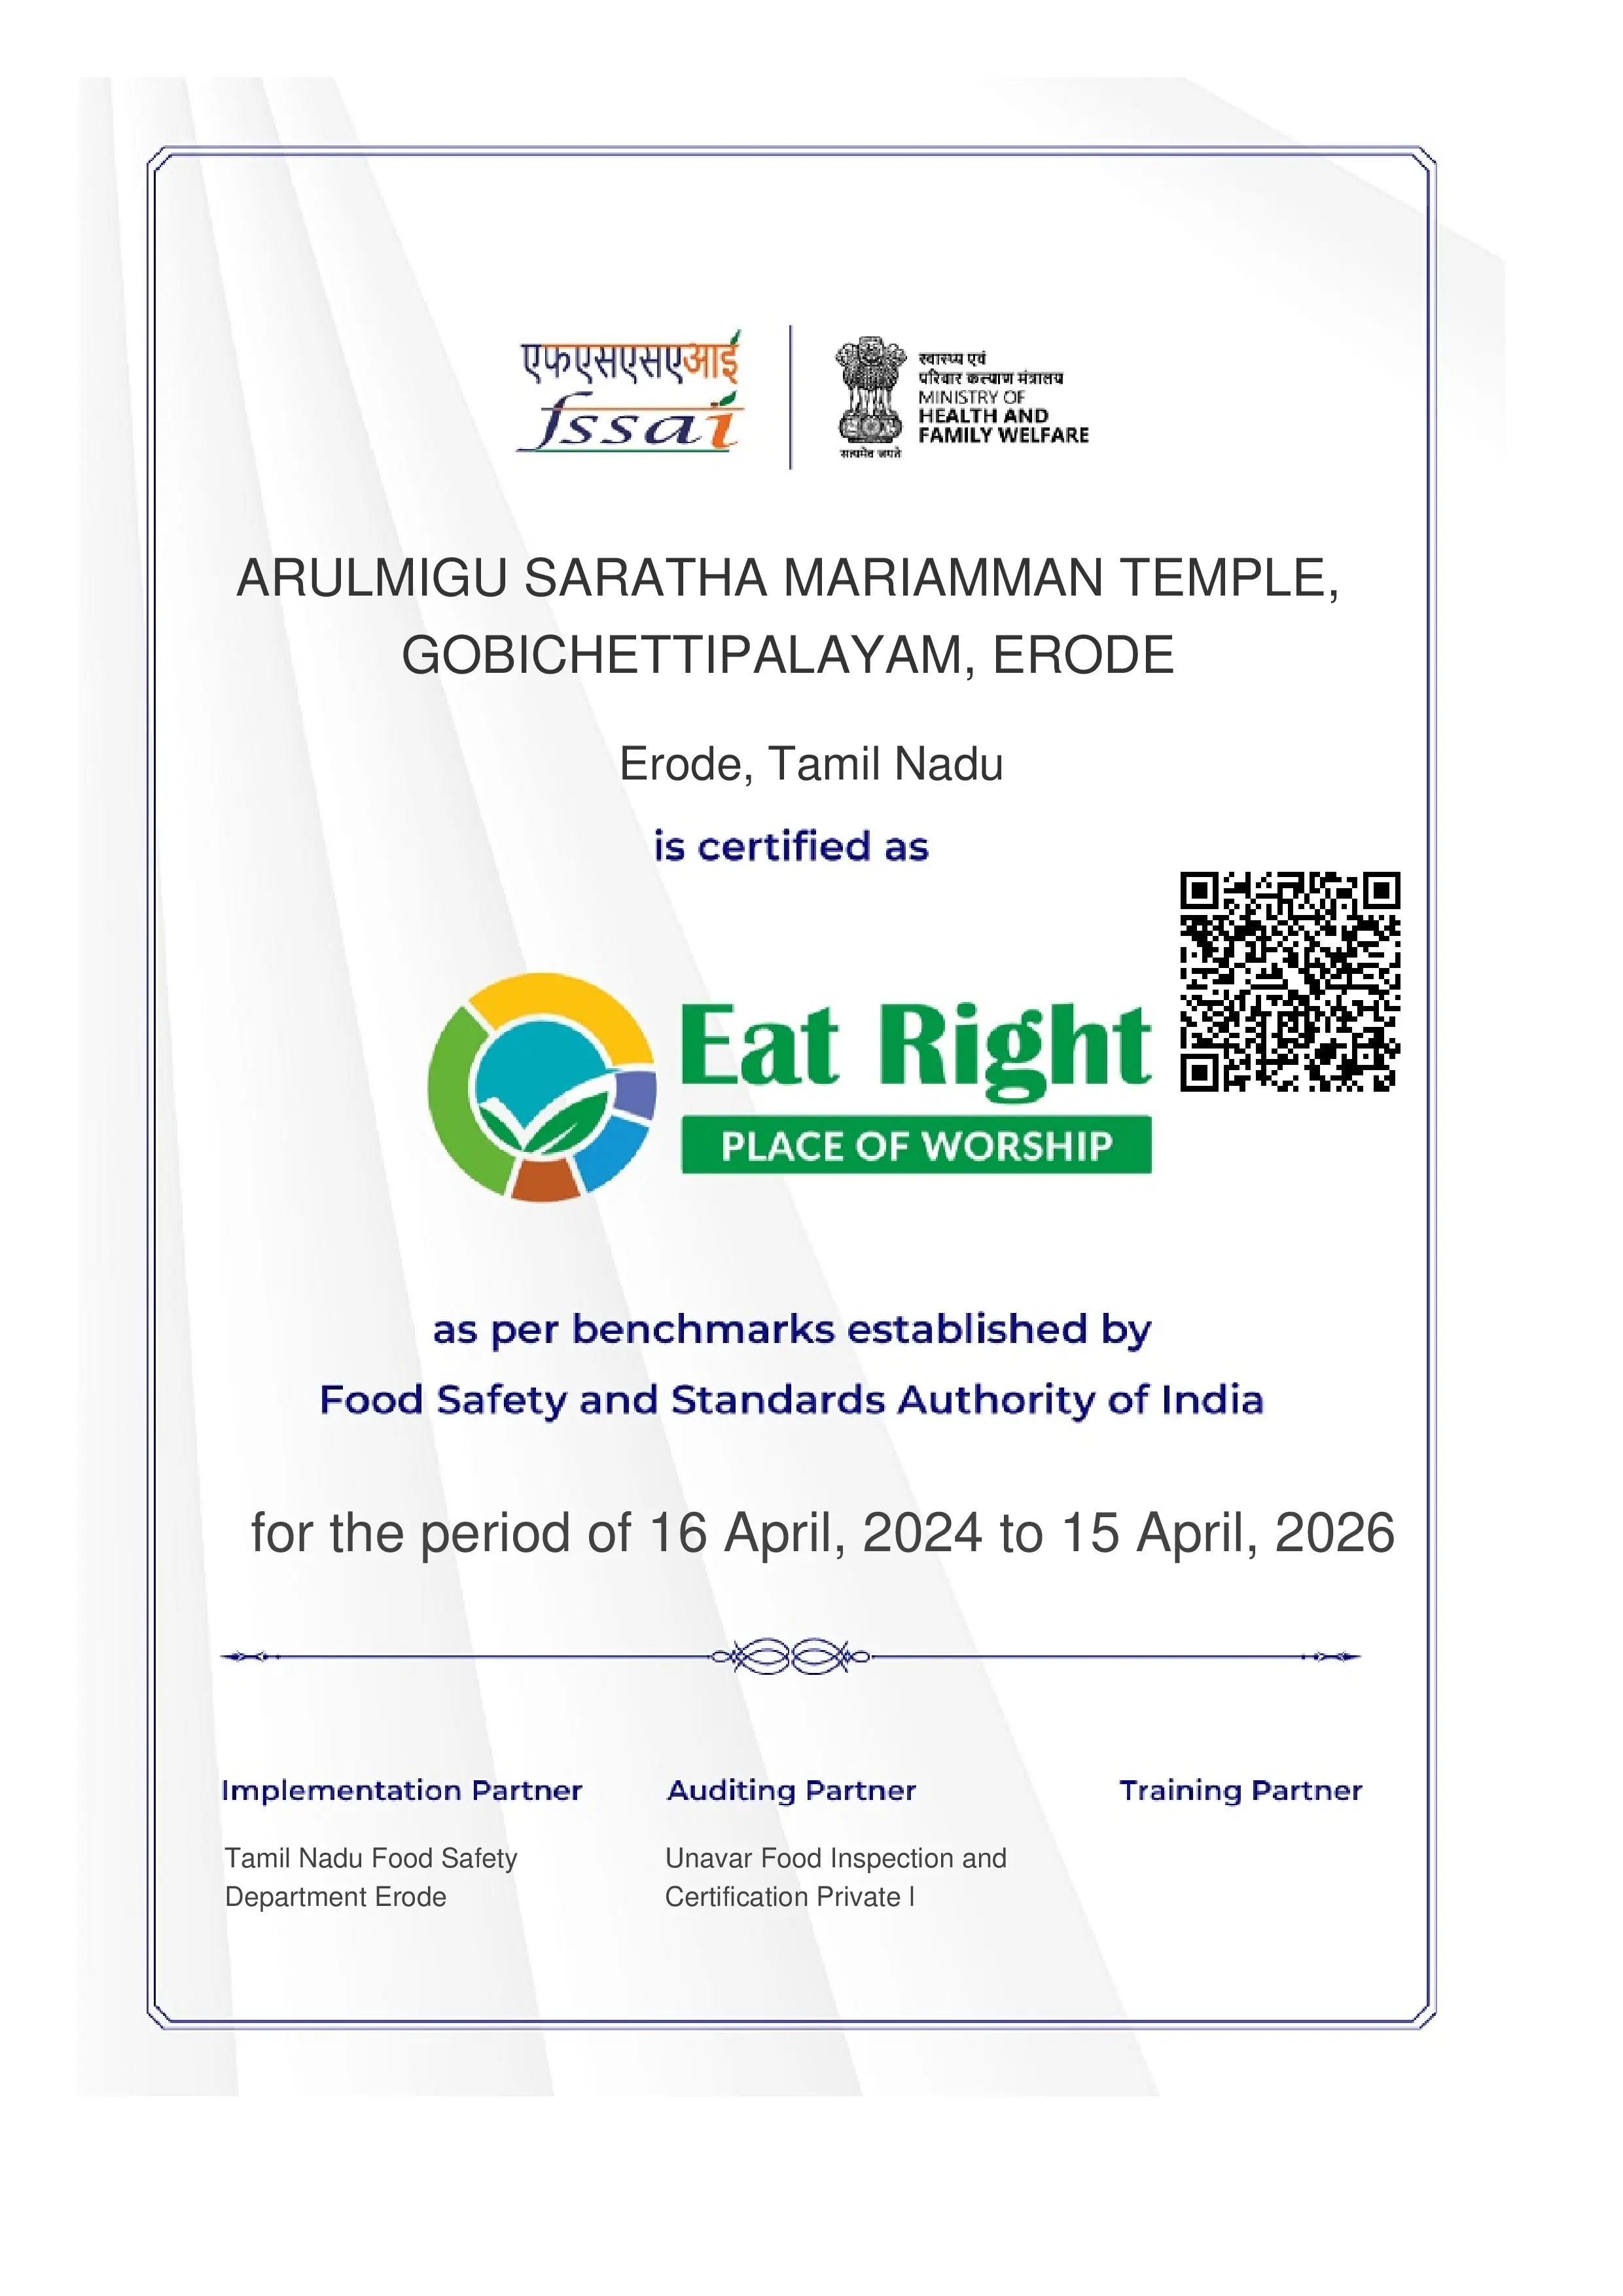 एफएसएसएआई
fssai
स्वास्थ्य एवं
परिवार कल्याण मंत्रालय
MINISTRY OF
HEALTH AND
FAMILY WELFARE
सत्यमेव जयते
ARULMIGU SARATHA MARIAMMAN TEMPLE,
GOBICHETTIPALAYAM, ERODE
Erode, Tamil Nadu
is certified as
Eat Right
PLACE OF WORSHIP
as per benchmarks established by
Food Safety and Standards Authority of India
for the period of 16 April, 2024 to 15 April, 2026
Implementation Partner
Tamil Nadu Food Safety
Department Erode
Auditing Partner
Unavar Food Inspection and
Certification Private l
Training Partner